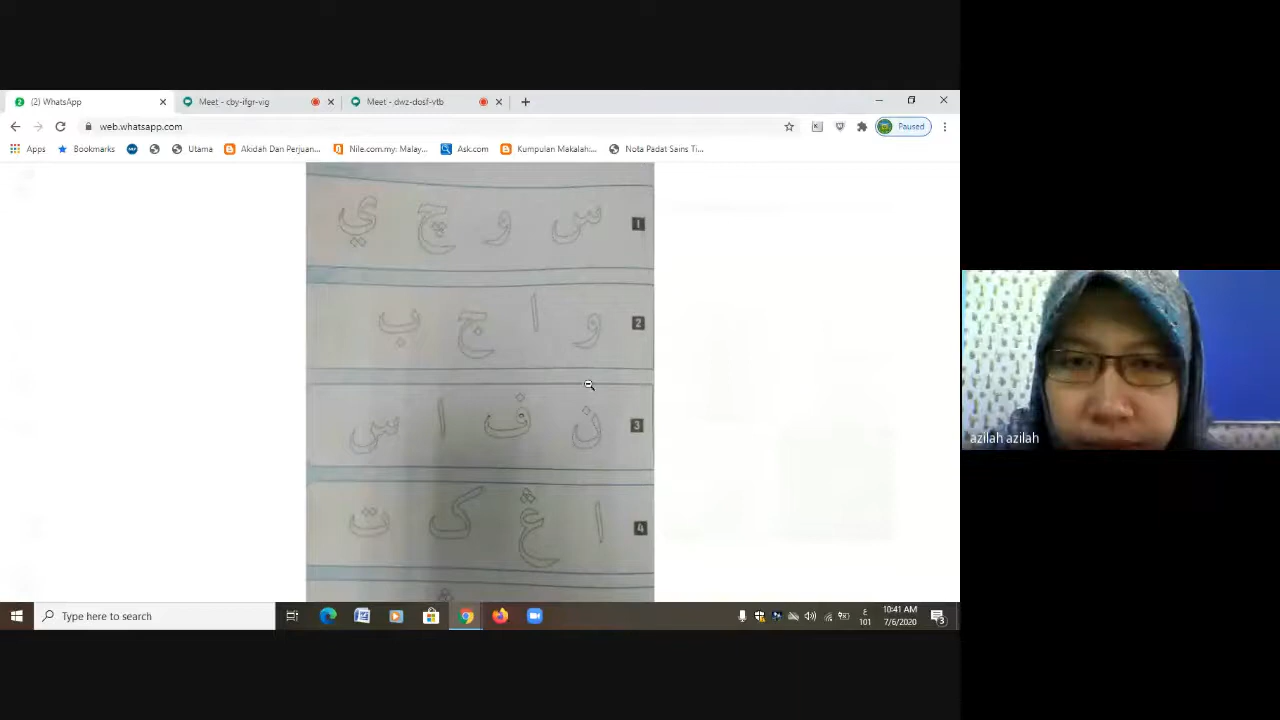 (2) WhatsApp
Meet - cby-ifgr-vig
Meet - dwz-dosf-vtb
web.whatsapp.com
Paused
Apps
Bookmarks
Utama
Akidah Dan Perjuan...
Nile.com.my: Malay...
Ask.com
Kumpulan Makalah:...
Nota Padat Sains Ti...
1 س و چ ي
2 و ا ج ب
3 ن ف ا س
4 ا ڠ ک ت
azilah azilah
Type here to search
ع
101
10:41 AM
7/6/2020
3